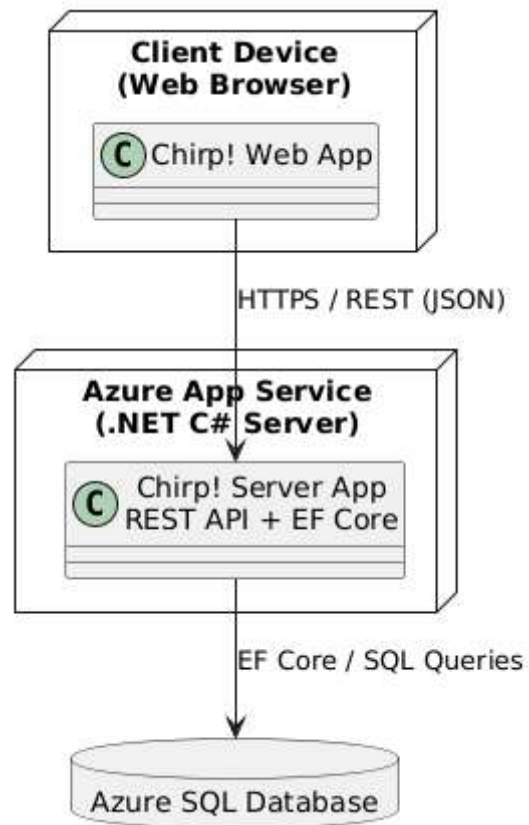 Client Device
(Web Browser)
C Chirp! Web App
HTTPS / REST (JSON)
Azure App Service
(.NET C# Server)
C Chirp! Server App
REST API + EF Core
EF Core / SQL Queries
Azure SQL Database